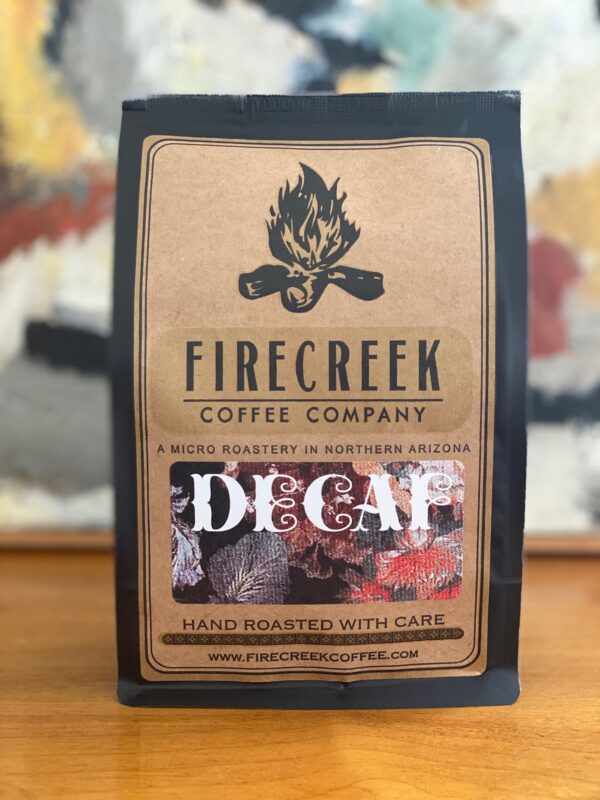 FIRECREEK
COFFEE COMPANY
A MICRO ROASTERY IN NORTHERN ARIZONA
DECAF
HAND ROASTED WITH CARE
WWW.FIRECREEKCOFFEE.COM